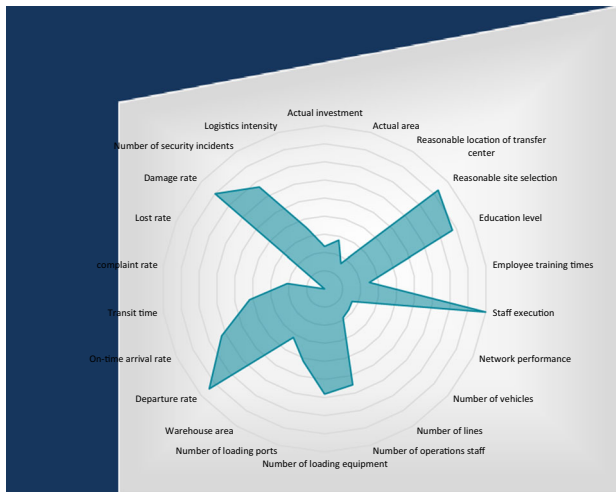 Actual investment
Logistics intensity
Actual area
Number of security incidents
Reasonable location of transfer
center
Damage rate
Reasonable site selection
Lost rate
Education level
complaint rate
Employee training times
Transit time
Staff execution
On-time arrival rate
Network performance
Departure rate
Number of vehicles
Warehouse area
Number of lines
Number of loading ports
Number of operations staff
Number of loading equipment